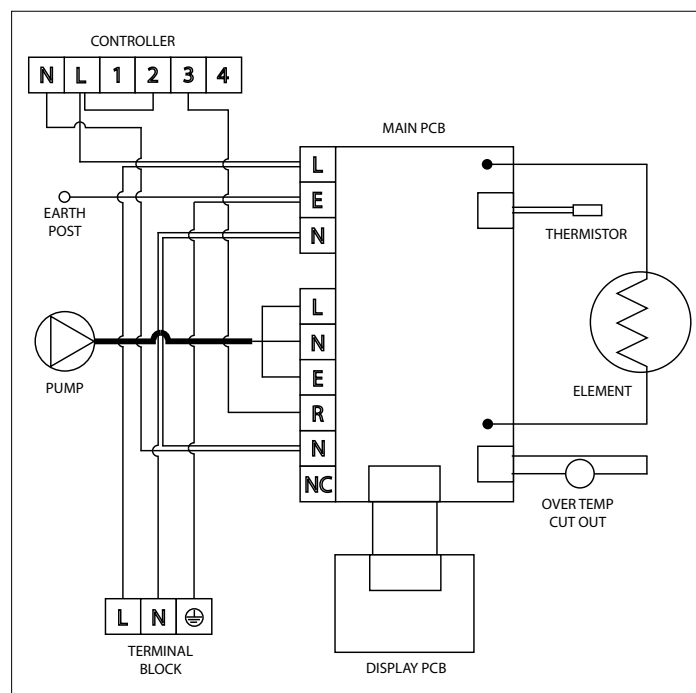 CONTROLLER
N L 1 2 3 4
MAIN PCB
L
E
N
EARTH
POST
THERMISTOR
L
N
E
R
N
NC
PUMP
ELEMENT
OVER TEMP
CUT OUT
L N
TERMINAL
BLOCK
DISPLAY PCB